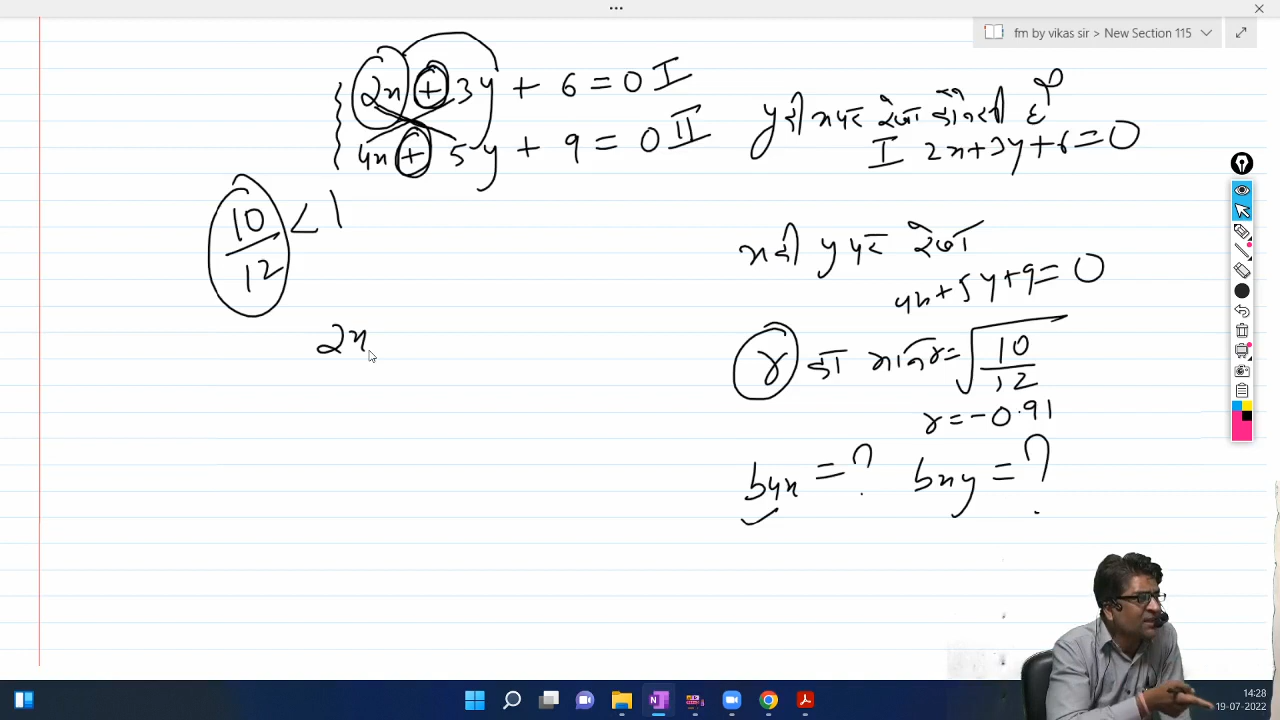 fm by vikas sir > New Section 115
2x + 3y + 6 = 0 I
4x + 5y + 9 = 0 II
10/12 < 1
2x
y की x पर रेखा कौनसी है
I 2x+3y+6=0
x की y पर रेखा
4x+5y+9=0
r का मान r=√10/12
r = -0.91
byx = ? bxy = ?
14:28
19-07-2022